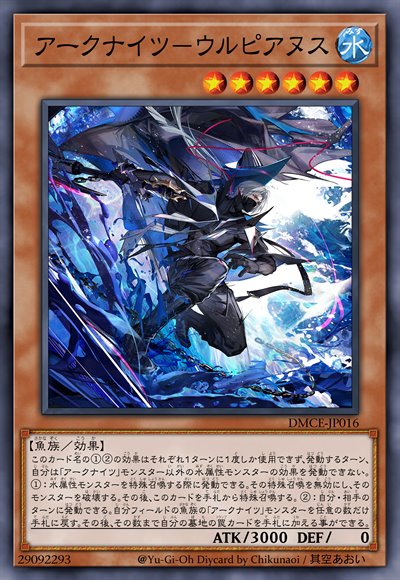 アークナイツ－ウルピアヌス
水
DMCE-JP016
【魚族／効果】
このカード名の①②の効果はそれぞれ1ターンに1度しか使用できず、発動するターン、
自分は「アークナイツ」モンスター以外の水属性モンスターの効果を発動できない。
①：水属性モンスターを特殊召喚する際に発動できる。その特殊召喚を無効にし、その
モンスターを破壊する。その後、このカードを手札から特殊召喚する。②：自分・相手の
ターンに発動できる。自分フィールドの魚族の「アークナイツ」モンスターを任意の数だけ
手札に戻す。その後、その数まで自分の墓地の罠カードを手札に加える事ができる。
ATK/3000 DEF/ 0
29092293 @Yu-Gi-Oh Diycard by Chikunaoi / 其空あおい